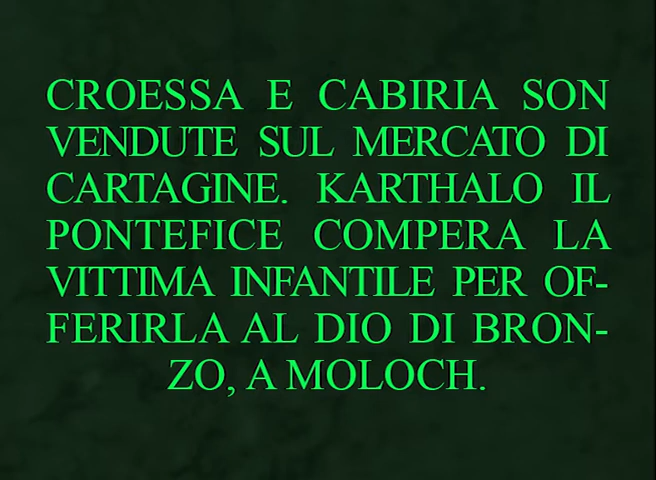 CROESSA E CABIRIA SON
VENDUTE SUL MERCATO DI
CARTAGINE. KARTHALO IL
PONTEFICE COMPERA LA
VITTIMA INFANTILE PER OF-
FERIRLA AL DIO DI BRON-
ZO, A MOLOCH.